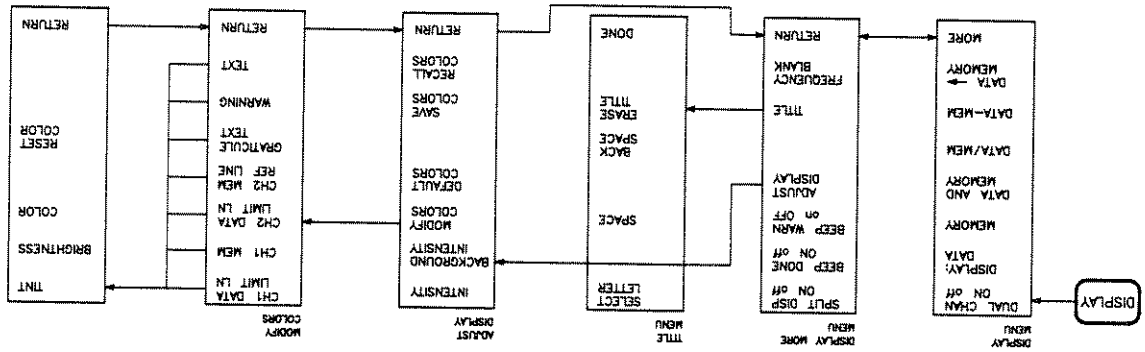 DISPLAY
DISPLAY
MENU
DUAL CHAN
ON off
DISPLAY:
DATA
MEMORY
DATA AND
MEMORY
DATA/MEM
DATA-MEM
DATA →
MEMORY
MORE
DISPLAY MORE
MENU
SPLIT DISP
ON off
BEEP DONE
ON off
BEEP WARN
on OFF
ADJUST
DISPLAY
TITLE
FREQUENCY
BLANK
RETURN
TITLE
MENU
SELECT
LETTER
SPACE
BACK
SPACE
ERASE
TITLE
DONE
ADJUST
DISPLAY
INTENSITY
BACKGROUND
INTENSITY
MODIFY
COLORS
DEFAULT
COLORS
SAVE
COLORS
RECALL
COLORS
RETURN
MODIFY
COLORS
CH1 DATA
LIMIT LN
CH1 MEM
CH2 DATA
LIMIT LN
CH2 MEM
REF LINE
GRATICULE
TEXT
WARNING
TEXT
RETURN
TINT
BRIGHTNESS
COLOR
RESET
COLOR
RETURN